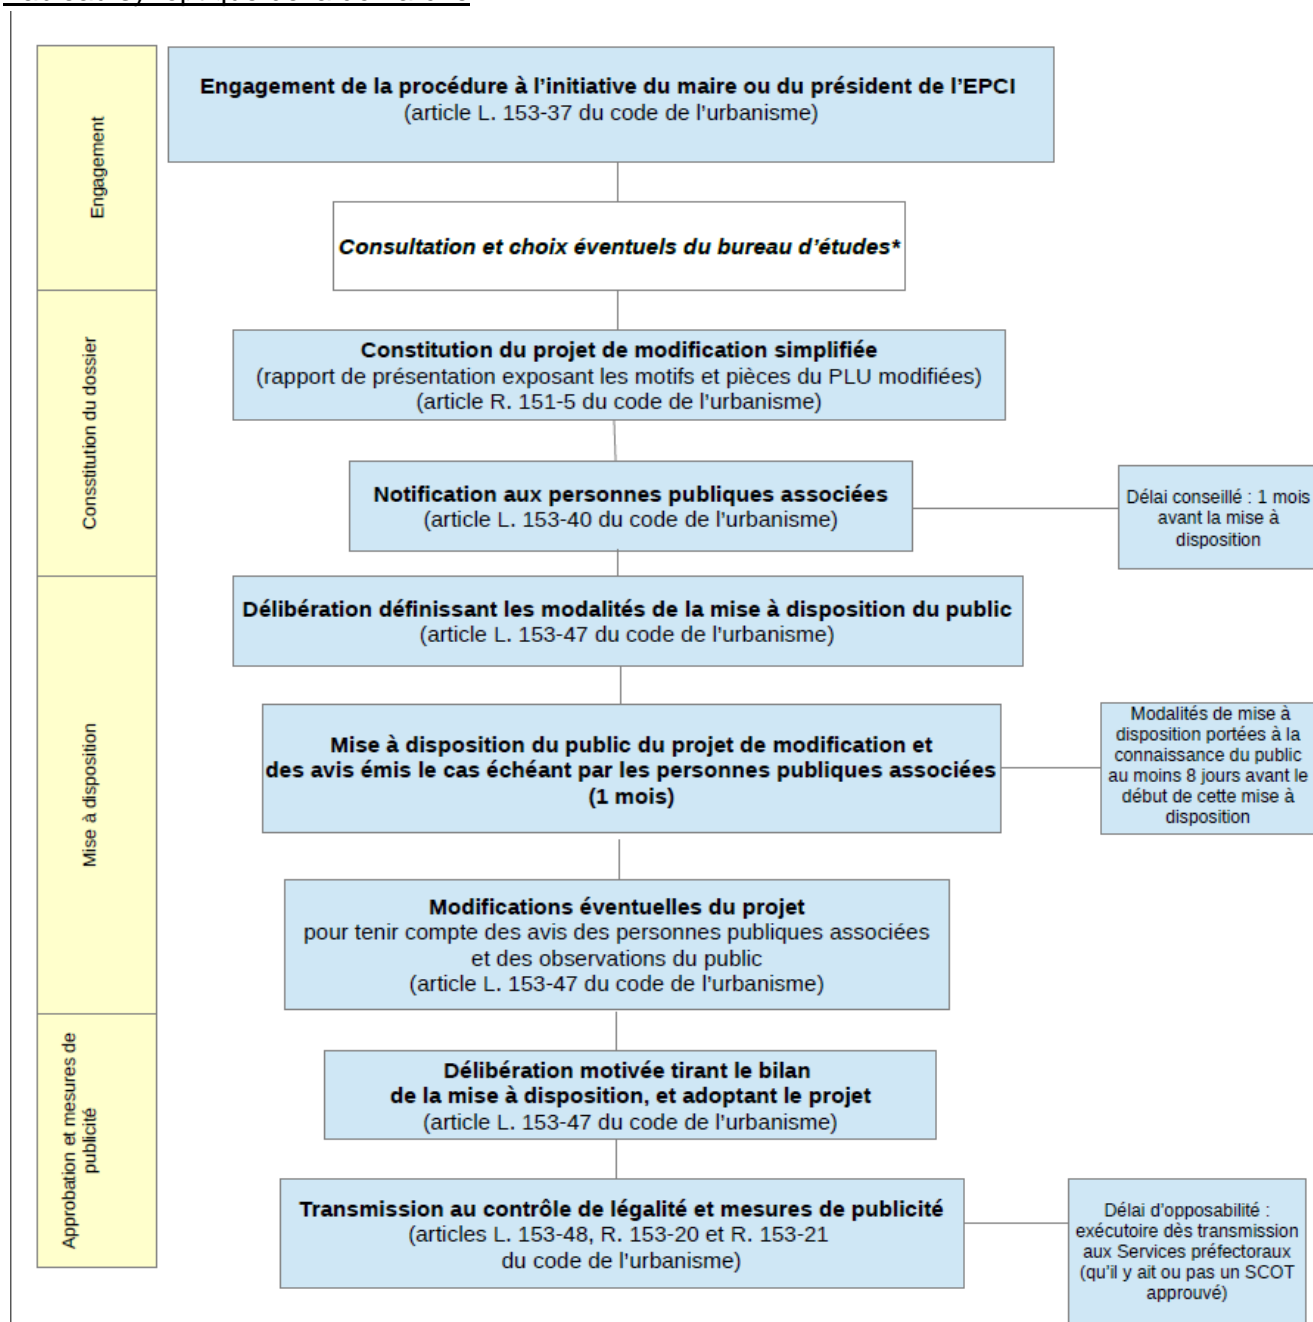 Engagement
Engagement de la procédure à l'initiative du maire ou du président de l'EPCI
(article L. 153-37 du code de l'urbanisme)
Consultation et choix éventuels du bureau d'études*
Consstitution du dossier
Constitution du projet de modification simplifiée
(rapport de présentation exposant les motifs et pièces du PLU modifiées)
(article R. 151-5 du code de l'urbanisme)
Notification aux personnes publiques associées
(article L. 153-40 du code de l'urbanisme)
Délai conseillé : 1 mois
avant la mise à
disposition
Mise à disposition
Délibération définissant les modalités de la mise à disposition du public
(article L. 153-47 du code de l'urbanisme)
Mise à disposition du public du projet de modification et
des avis émis le cas échéant par les personnes publiques associées
(1 mois)
Modalités de mise à
disposition portées à la
connaissance du public
au moins 8 jours avant le
début de cette mise à
disposition
Modifications éventuelles du projet
pour tenir compte des avis des personnes publiques associées
et des observations du public
(article L. 153-47 du code de l'urbanisme)
Approbation et mesures de
publicité
Délibération motivée tirant le bilan
de la mise à disposition, et adoptant le projet
(article L. 153-47 du code de l'urbanisme)
Transmission au contrôle de légalité et mesures de publicité
(articles L. 153-48, R. 153-20 et R. 153-21
du code de l'urbanisme)
Délai d'opposabilité :
exécutoire dès transmission
aux Services préfectoraux
(qu'il y ait ou pas un SCOT
approuvé)